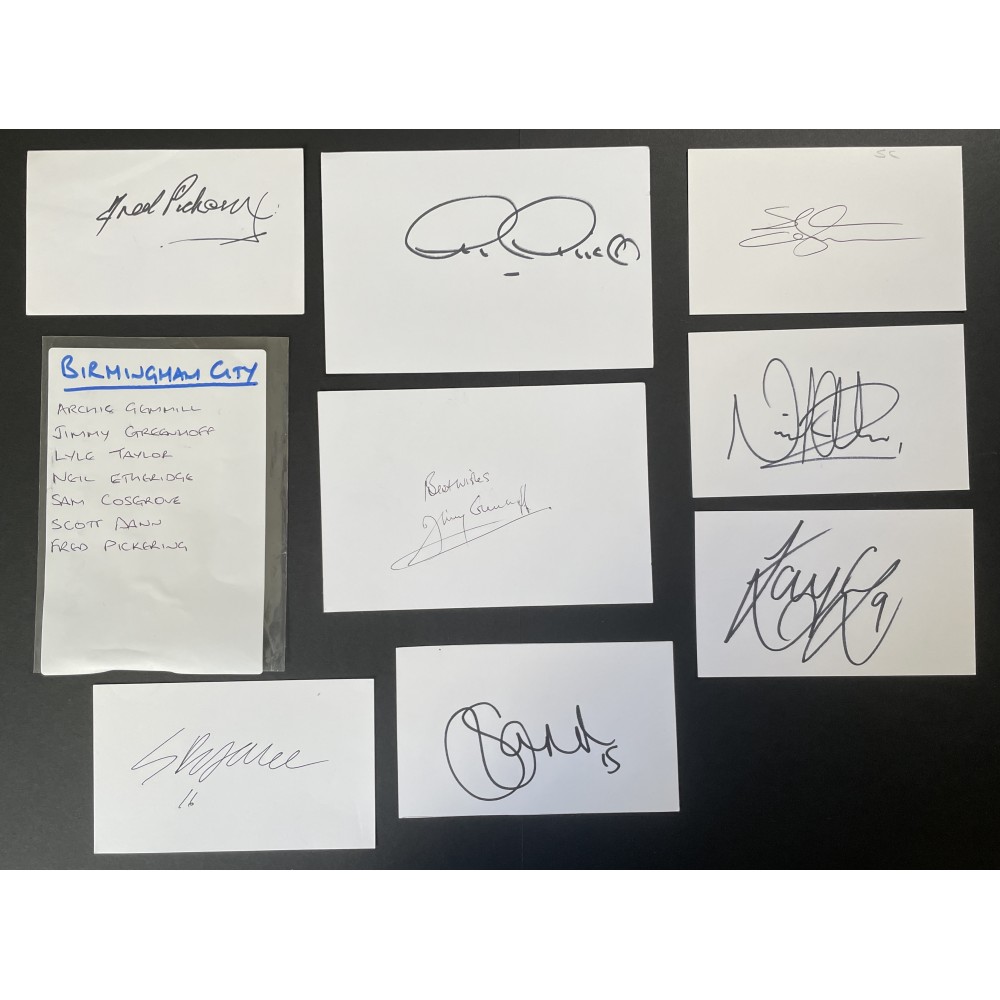 Fred Pickering
SC
BIRMINGHAM CITY
ARCHIE GEMMILL
JIMMY GREENHOFF
LYLE TAYLOR
NEIL ETHERIDGE
SAM COSGROVE
SCOTT DANN
FRED PICKERING
Best wishes
Jimmy Greenhoff
16
15
9